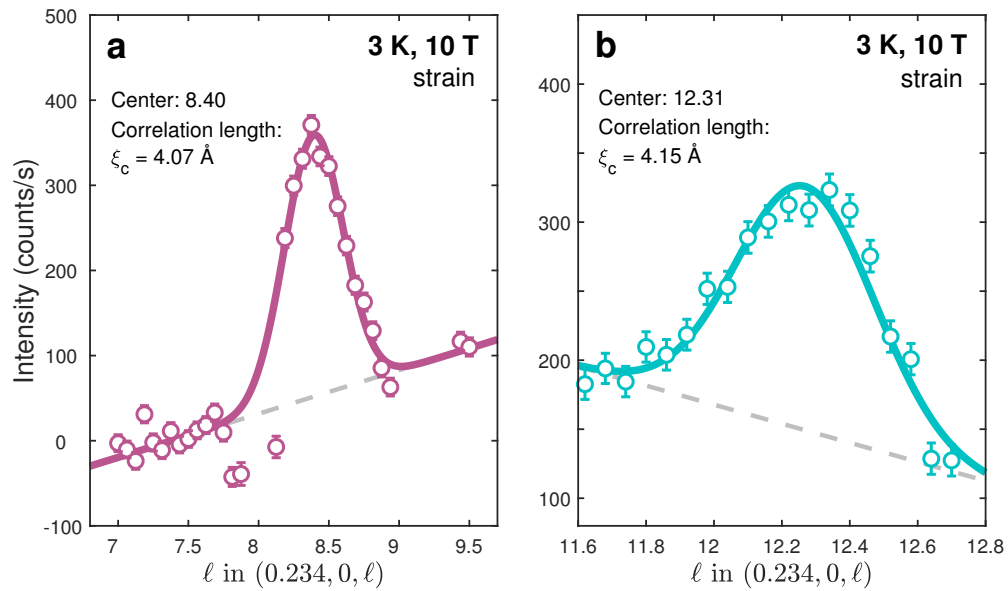 a
3 K, 10 T
strain
Center: 8.40
Correlation length:
ξc = 4.07 Å
Intensity (counts/s)
500
400
300
200
100
0
-100
7
7.5
8
8.5
9
9.5
ℓ in (0.234, 0, ℓ)
b
3 K, 10 T
strain
Center: 12.31
Correlation length:
ξc = 4.15 Å
400
300
200
100
11.6
11.8
12
12.2
12.4
12.6
12.8
ℓ in (0.234, 0, ℓ)